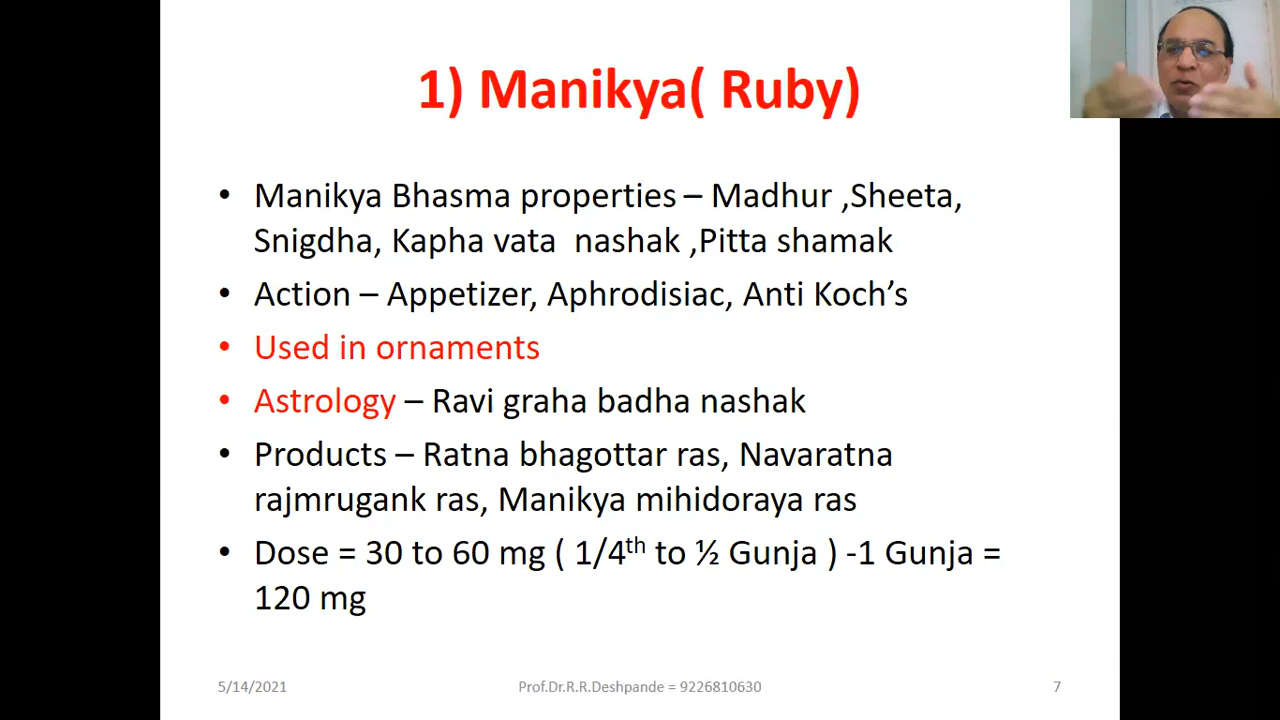 1) Manikya( Ruby)
• Manikya Bhasma properties – Madhur ,Sheeta,
Snigdha, Kapha vata nashak ,Pitta shamak
• Action – Appetizer, Aphrodisiac, Anti Koch’s
• Used in ornaments
• Astrology – Ravi graha badha nashak
• Products – Ratna bhagottar ras, Navaratna
rajmrugank ras, Manikya mihidoraya ras
• Dose = 30 to 60 mg ( 1/4th to ½ Gunja ) -1 Gunja =
120 mg
5/14/2021
Prof.Dr.R.R.Deshpande = 9226810630
7